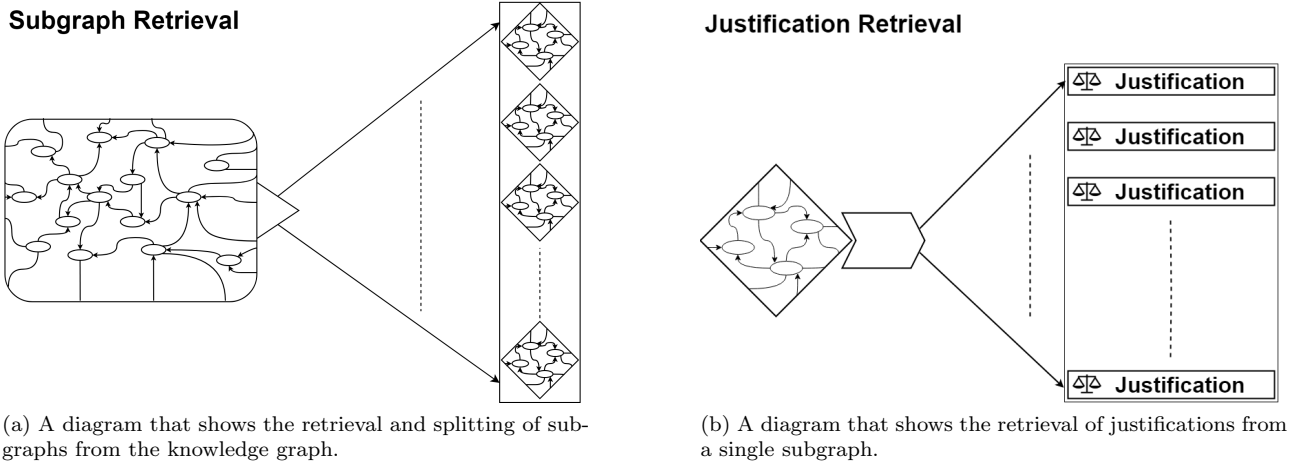 Subgraph Retrieval
(a) A diagram that shows the retrieval and splitting of sub-
graphs from the knowledge graph.
Justification Retrieval
Justification
Justification
Justification
Justification
(b) A diagram that shows the retrieval of justifications from
a single subgraph.